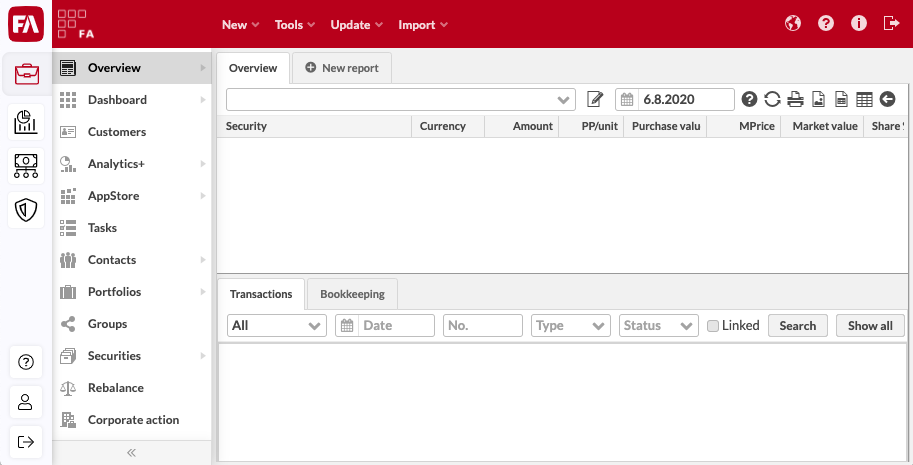 FA
FA
New
Tools
Update
Import
Overview
Dashboard
Customers
Analytics+
AppStore
Tasks
Contacts
Portfolios
Groups
Securities
Rebalance
Corporate action
Overview
New report
6.8.2020
Security
Currency
Amount
PP/unit
Purchase valu
MPrice
Market value
Share %
Transactions
Bookkeeping
All
Date
No.
Type
Status
Linked
Search
Show all